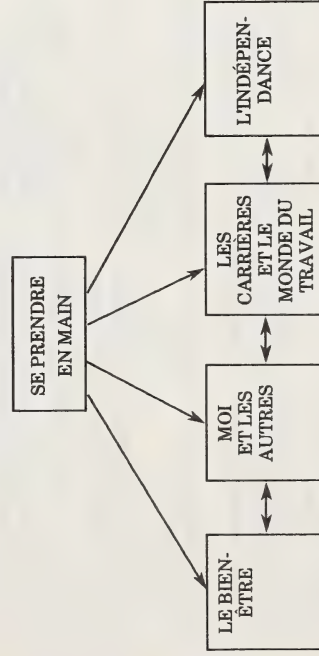 SE PRENDRE
EN MAIN
LE BIEN-
ÊTRE
MOI
ET LES
AUTRES
LES
CARRIÈRES
ET LE
MONDE DU
TRAVAIL
L'INDÉPEN-
DANCE